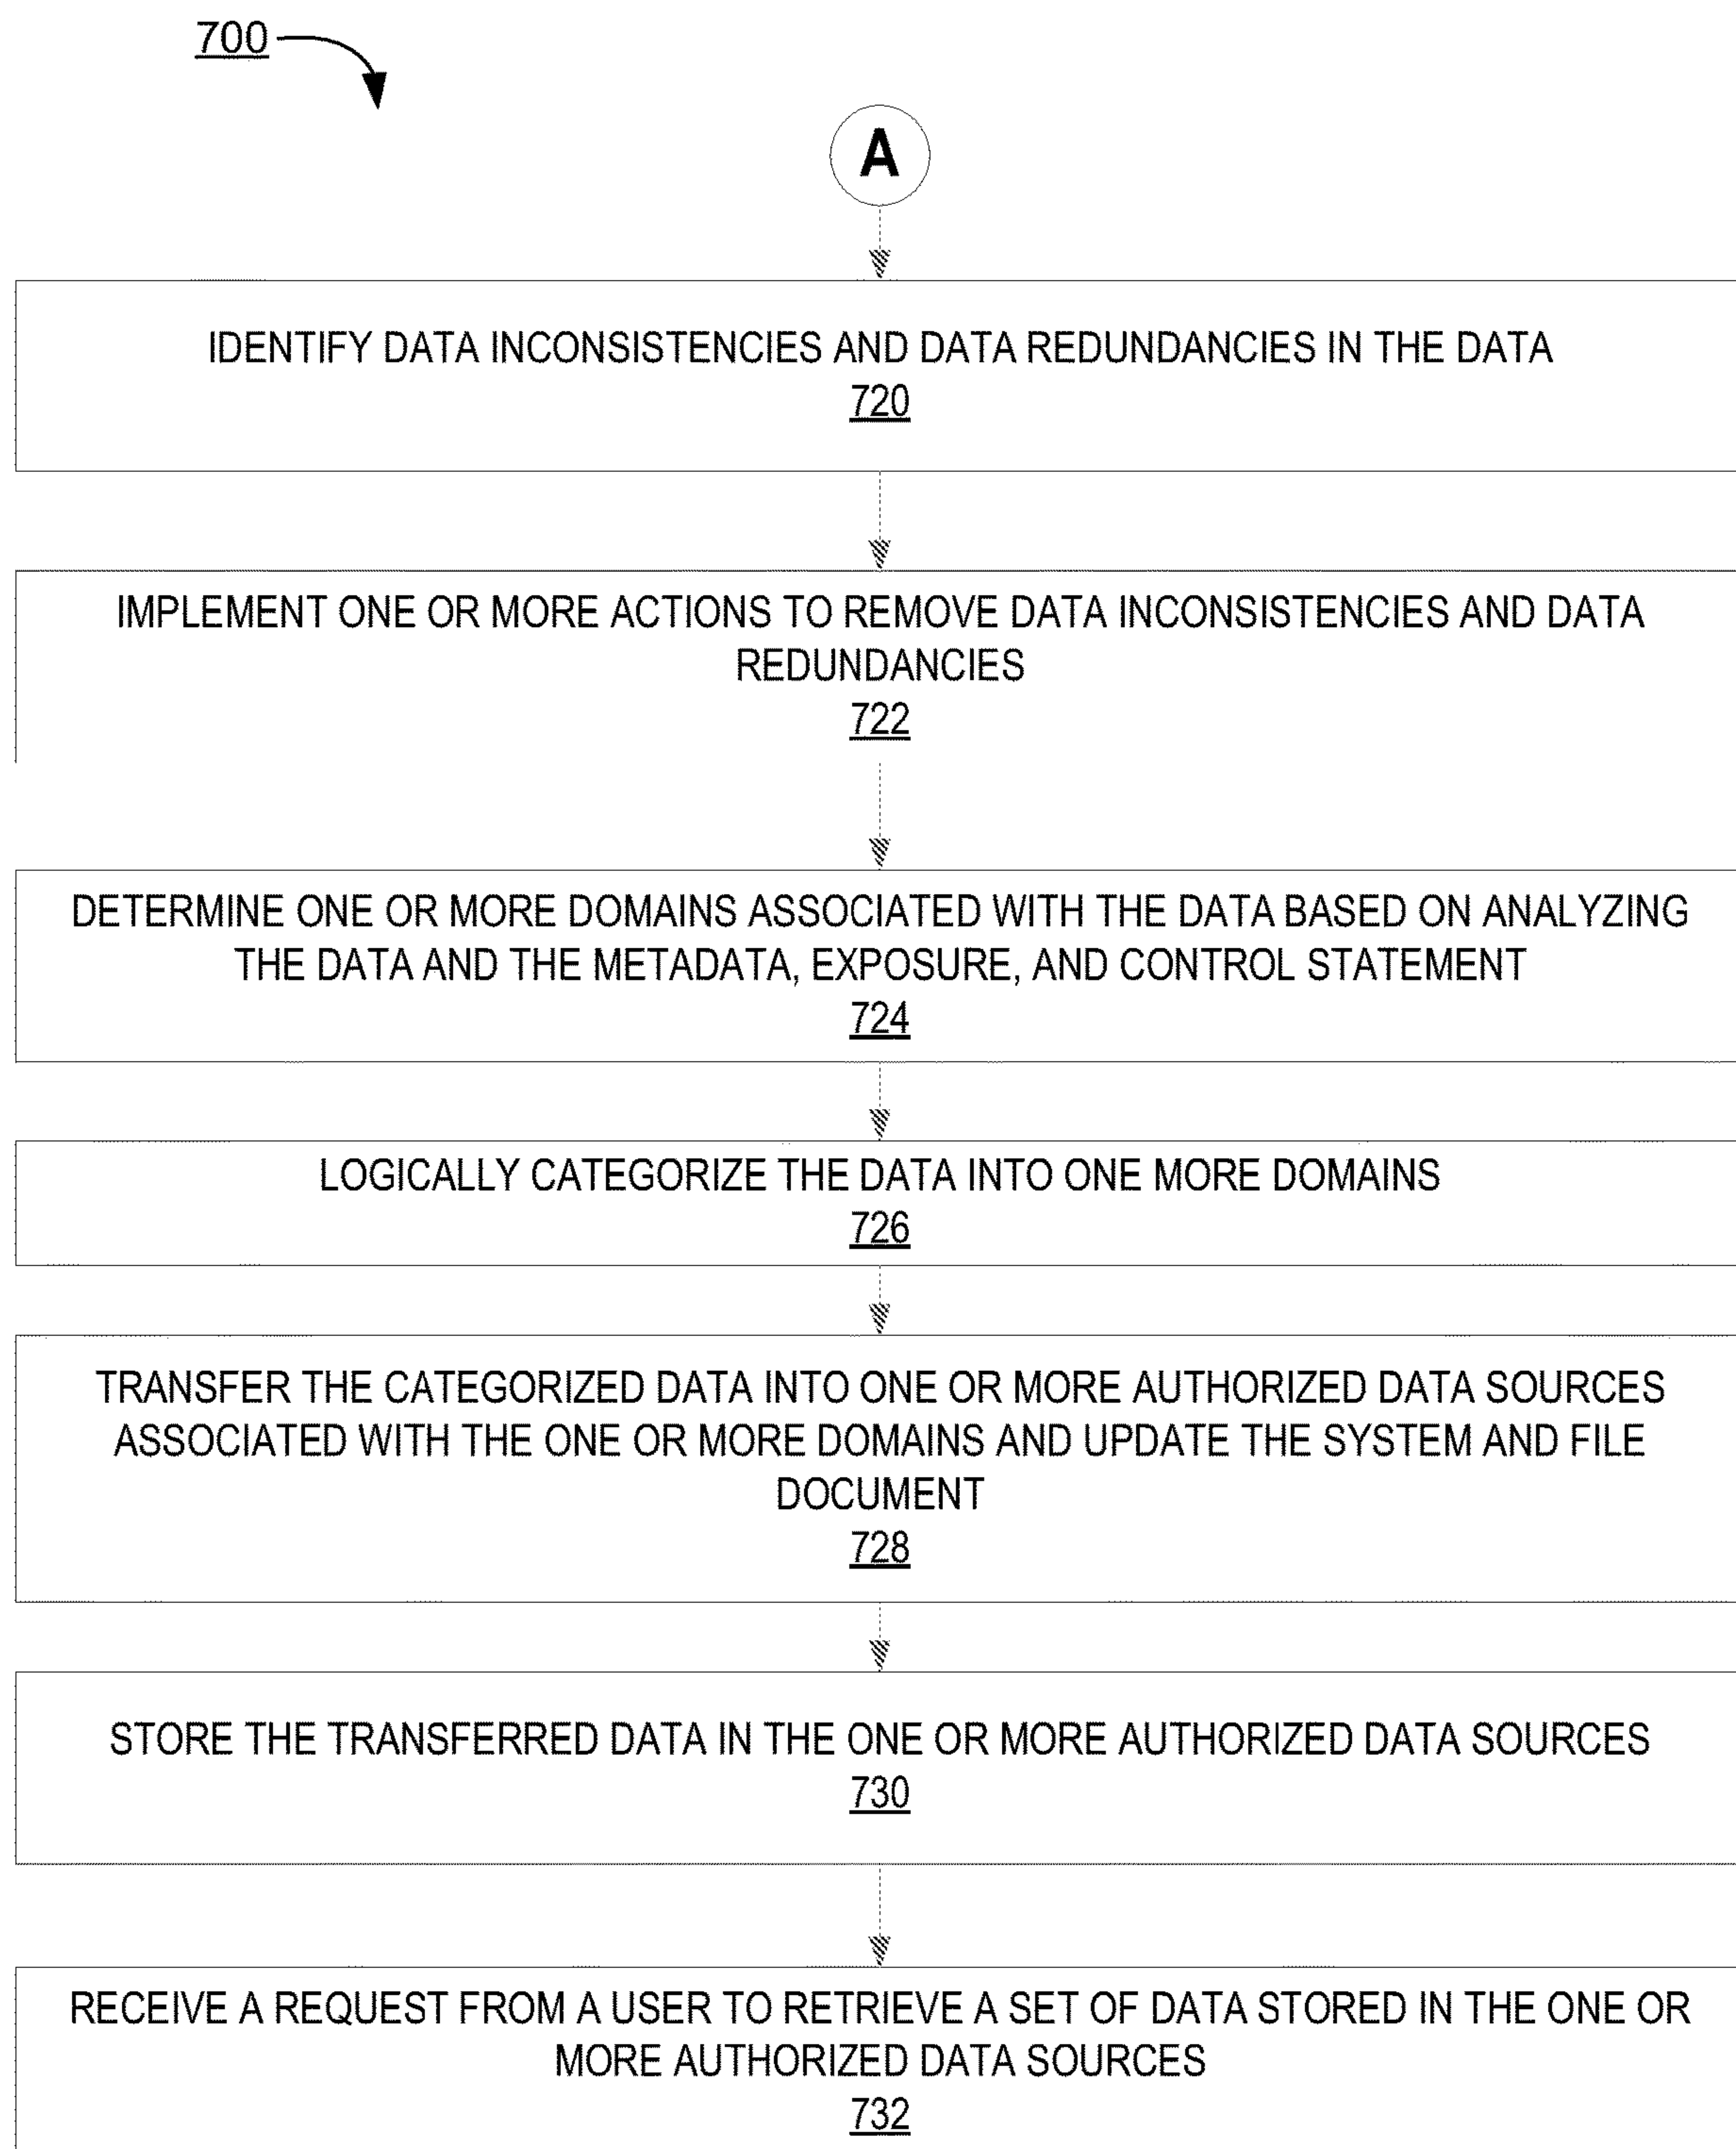 700
A
IDENTIFY DATA INCONSISTENCIES AND DATA REDUNDANCIES IN THE DATA
720
IMPLEMENT ONE OR MORE ACTIONS TO REMOVE DATA INCONSISTENCIES AND DATA
REDUNDANCIES
722
DETERMINE ONE OR MORE DOMAINS ASSOCIATED WITH THE DATA BASED ON ANALYZING
THE DATA AND THE METADATA, EXPOSURE, AND CONTROL STATEMENT
724
LOGICALLY CATEGORIZE THE DATA INTO ONE MORE DOMAINS
726
TRANSFER THE CATEGORIZED DATA INTO ONE OR MORE AUTHORIZED DATA SOURCES
ASSOCIATED WITH THE ONE OR MORE DOMAINS AND UPDATE THE SYSTEM AND FILE
DOCUMENT
728
STORE THE TRANSFERRED DATA IN THE ONE OR MORE AUTHORIZED DATA SOURCES
730
RECEIVE A REQUEST FROM A USER TO RETRIEVE A SET OF DATA STORED IN THE ONE OR
MORE AUTHORIZED DATA SOURCES
732